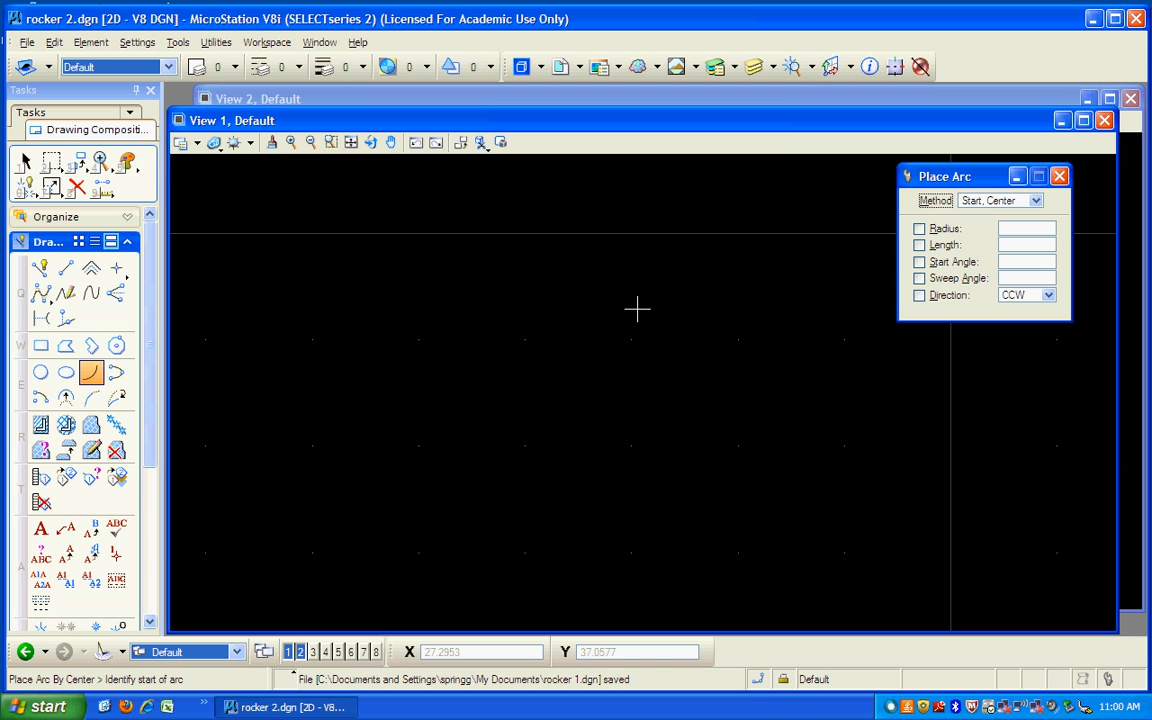 rocker 2.dgn [2D - V8 DGN] - MicroStation V8i (SELECTseries 2) (Licensed For Academic Use Only)
File Edit Element Settings Tools Utilities Workspace Window Help
Default 0 0 0 0 0
Tasks
View 2, Default
Tasks
View 1, Default
Drawing Compositi...
Place Arc
Method Start, Center
Organize
Radius:
Dra...
Length:
Start Angle:
Sweep Angle:
Direction: CCW
Q
W
E
R
T
A
Default 1 2 3 4 5 6 7 8 X 27.2953 Y 37.0577
Place Arc By Center > Identify start of arc File [C:\Documents and Settings\springg\My Documents\rocker 1.dgn] saved Default
start rocker 2.dgn [2D - V8... 11:00 AM